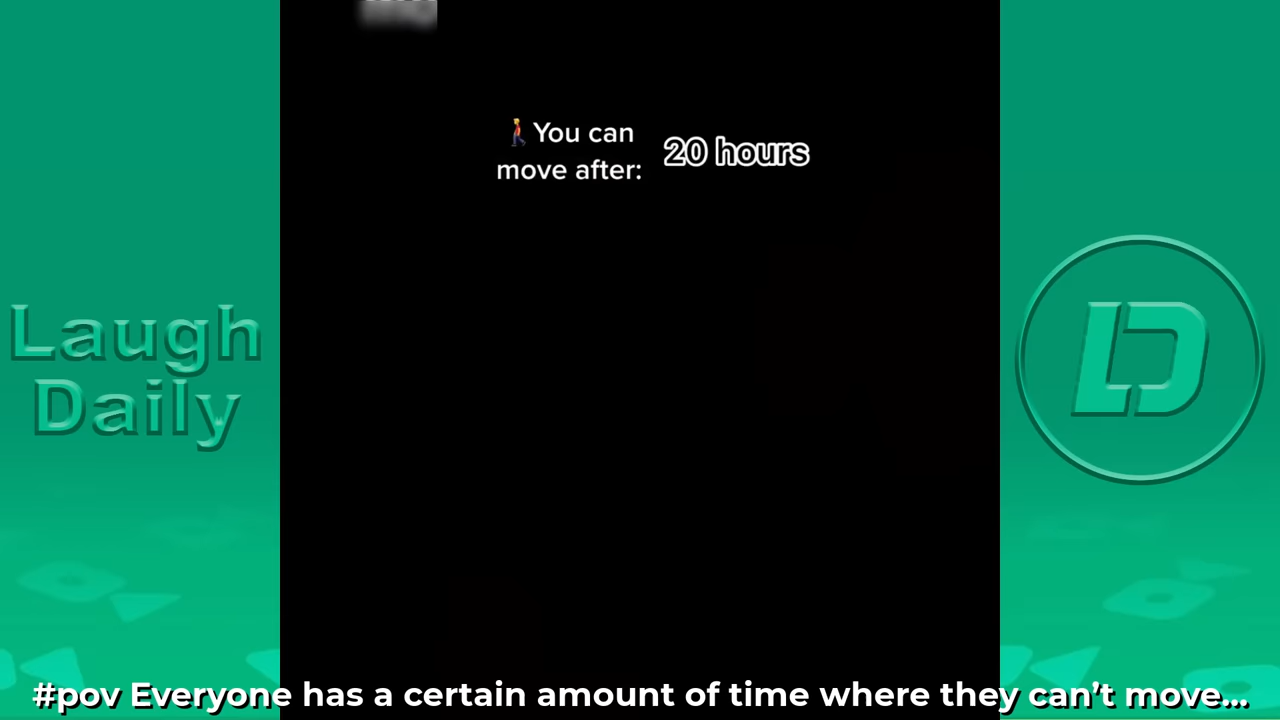 🚶You can
move after:
20 hours
Laugh
Daily
LD
#pov Everyone has a certain amount of time where they can't move...